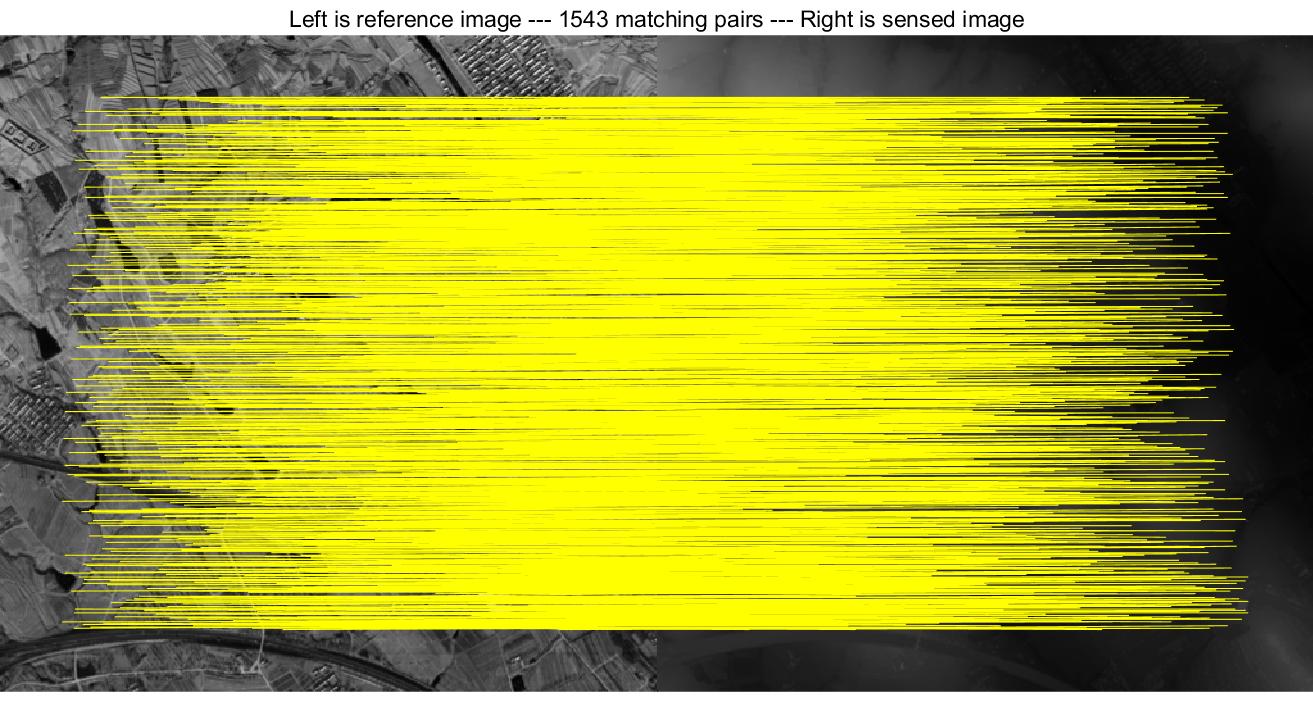 Left is reference image --- 1543 matching pairs --- Right is sensed image